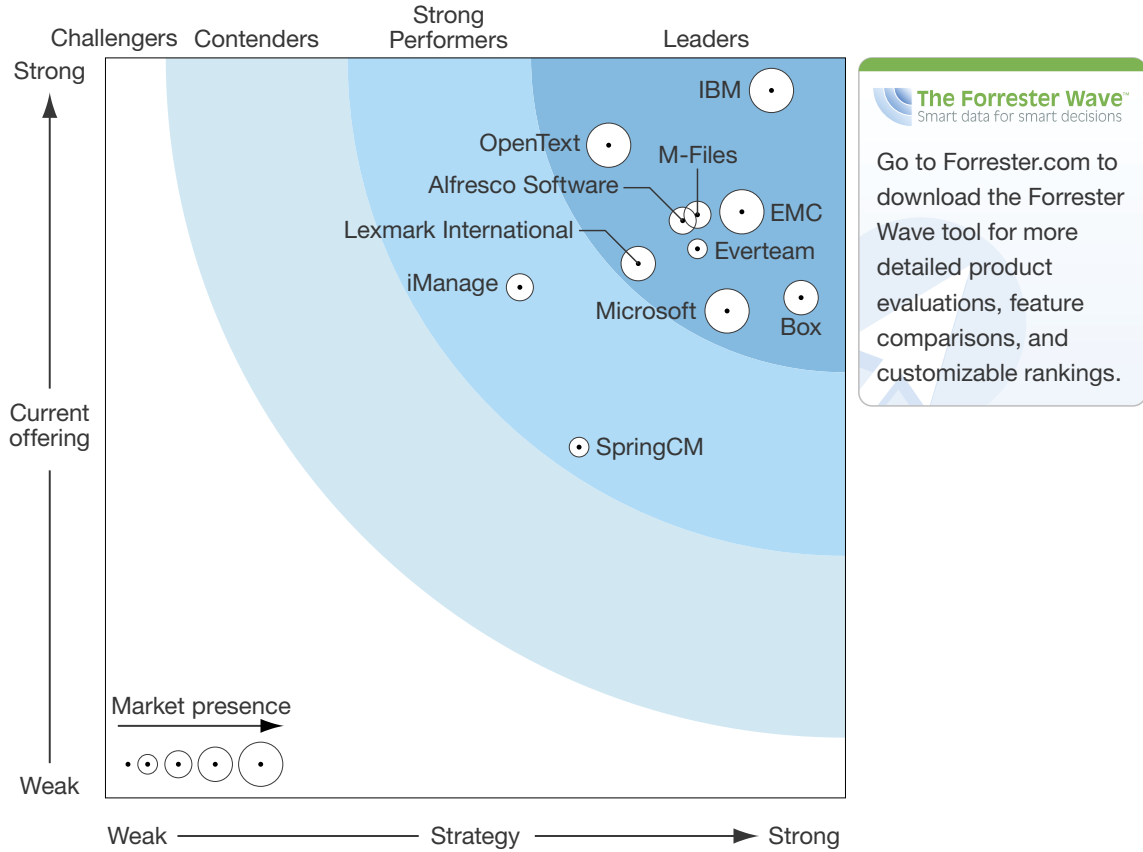 Challengers
Contenders
Strong
Performers
Leaders
Strong
Current
offering
Weak
IBM
OpenText
M-Files
Alfresco Software
EMC
Lexmark International
Everteam
iManage
Microsoft
Box
SpringCM
Market presence
Weak
Strategy
Strong
The Forrester Wave™
Smart data for smart decisions
Go to Forrester.com to
download the Forrester
Wave tool for more
detailed product
evaluations, feature
comparisons, and
customizable rankings.